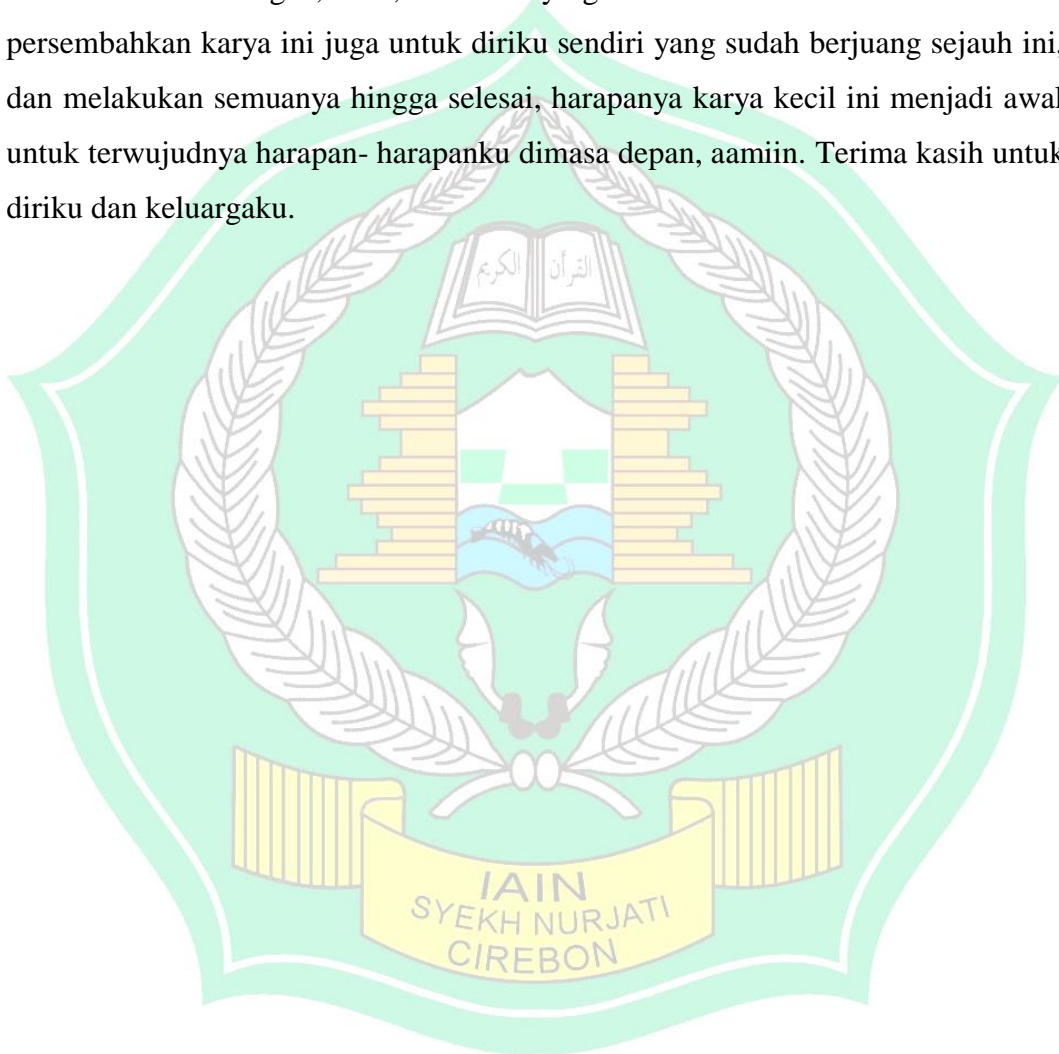 persembahkan karya ini juga untuk diriku sendiri yang sudah berjuang sejauh ini,
dan melakukan semuanya hingga selesai, harapanya karya kecil ini menjadi awal
untuk terwujudnya harapan- harapanku dimasa depan, aamiin. Terima kasih untuk
diriku dan keluargaku.
القرآن الكريم
IAIN
SYEKH NURJATI
CIREBON